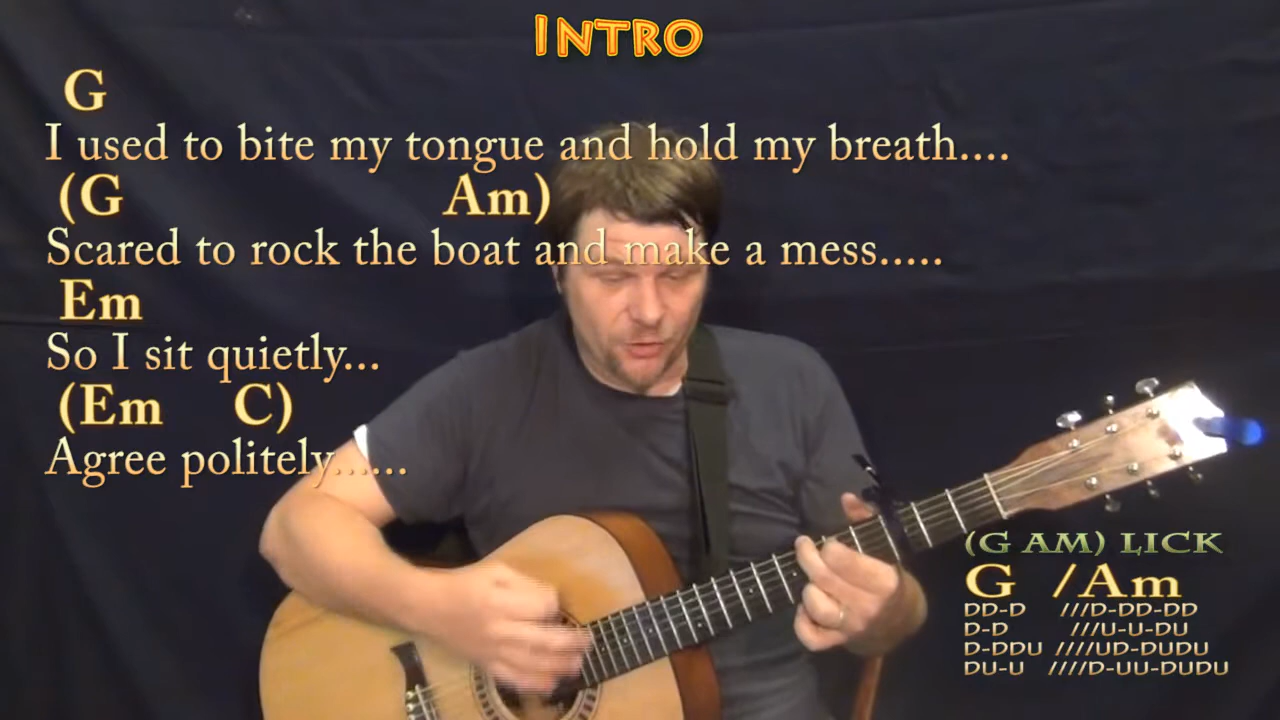 INTRO
G
I used to bite my tongue and hold my breath....
(G Am)
Scared to rock the boat and make a mess.....
Em
So I sit quietly...
(Em C)
Agree politely......
(G AM) LICK
G /Am
DD-D ///D-DD-DD
D-D ///U-U-DU
D-DDU ////UD-DUDU
DU-U ////D-UU-DUDU